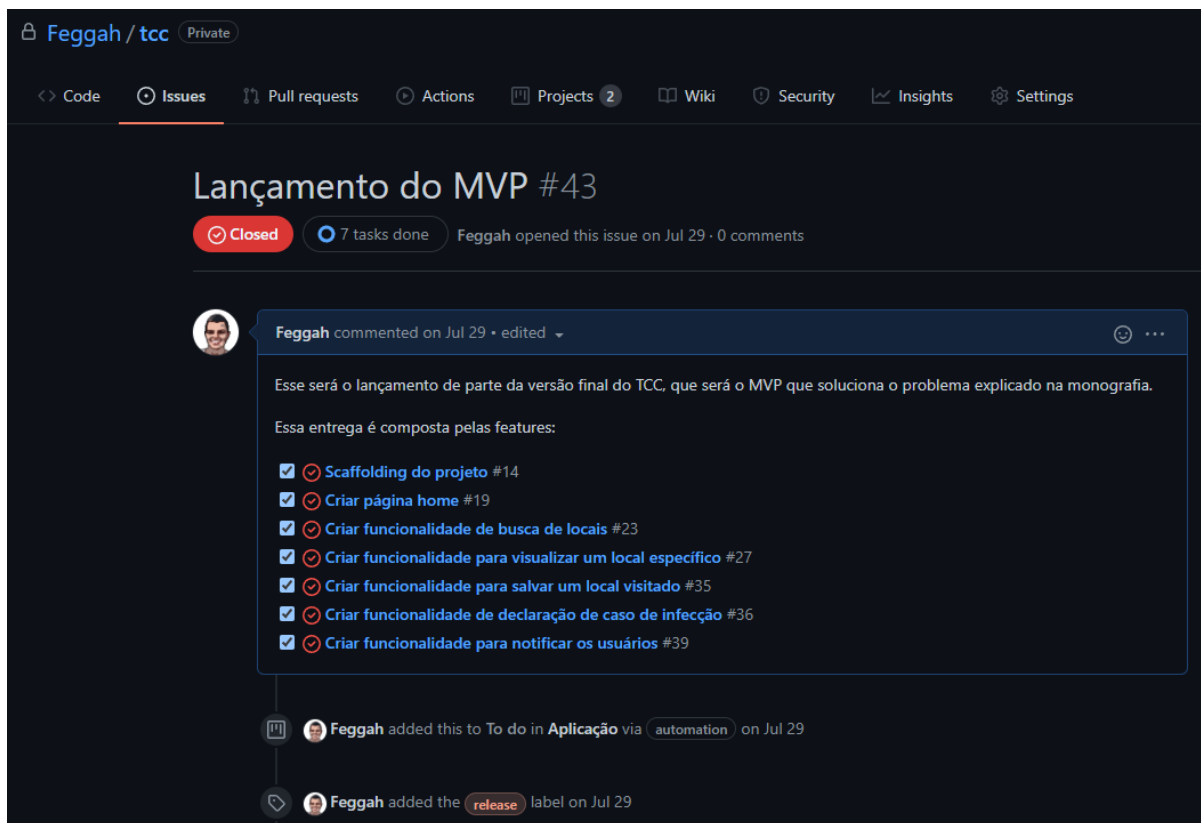 Feggah / tcc Private
<> Code Issues Pull requests Actions Projects 2 Wiki Security Insights Settings
Lançamento do MVP #43
Closed 7 tasks done Feggah opened this issue on Jul 29 · 0 comments
Feggah commented on Jul 29 • edited
Esse será o lançamento de parte da versão final do TCC, que será o MVP que soluciona o problema explicado na monografia.
Essa entrega é composta pelas features:
Scaffolding do projeto #14
Criar página home #19
Criar funcionalidade de busca de locais #23
Criar funcionalidade para visualizar um local específico #27
Criar funcionalidade para salvar um local visitado #35
Criar funcionalidade de declaração de caso de infecção #36
Criar funcionalidade para notificar os usuários #39
Feggah added this to To do in Aplicação via automation on Jul 29
Feggah added the release label on Jul 29